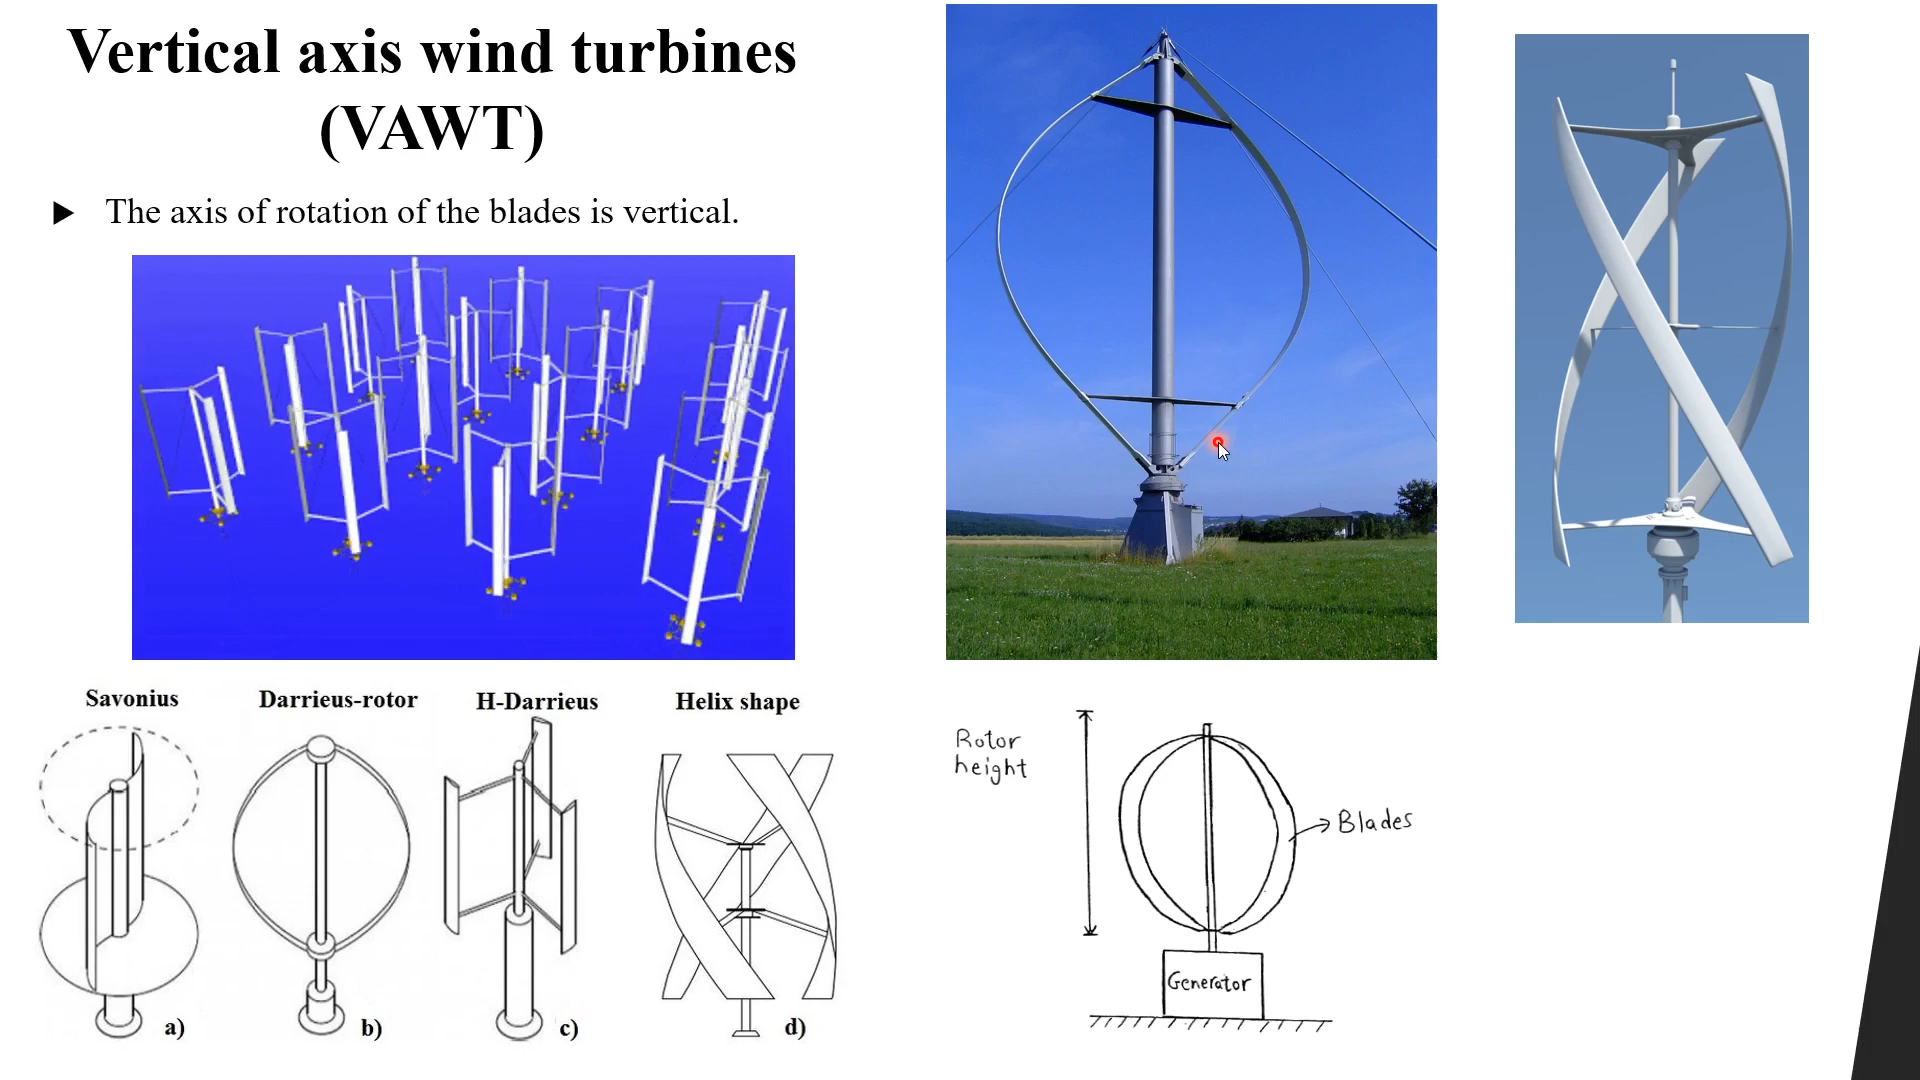 Vertical axis wind turbines
(VAWT)
The axis of rotation of the blades is vertical.
Savonius
Darrieus-rotor
H-Darrieus
Helix shape
a)
b)
c)
d)
Rotor
height
Blades
Generator